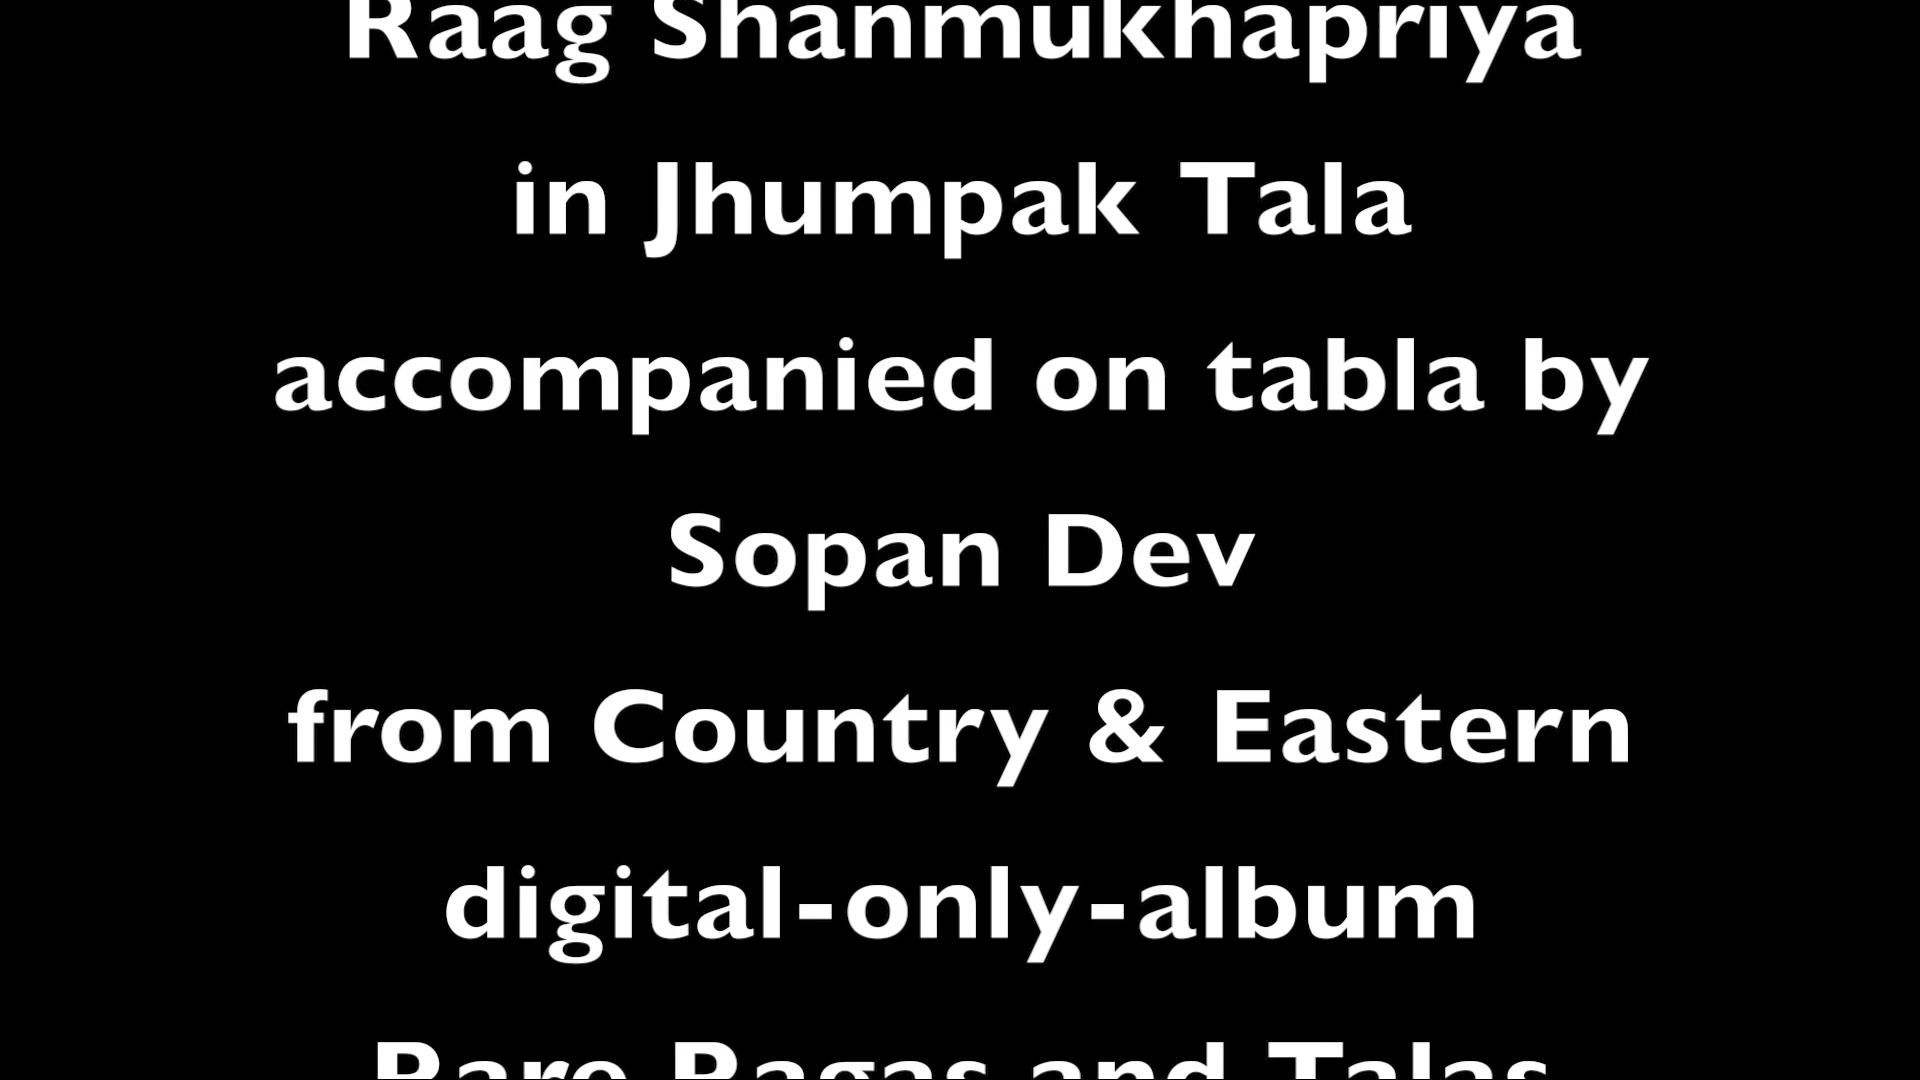 Raag Shanmukhapriya
in Jhumpak Tala
accompanied on tabla by
Sopan Dev
from Country & Eastern
digital-only-album
Rare Ragas and Talas